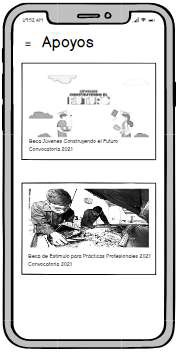 Apoyos
Beca Jóvenes Construyendo el Futuro
Convocatoria 2021
Beca de Estímulo para Prácticas Profesionales 2021
Convocatoria 2021